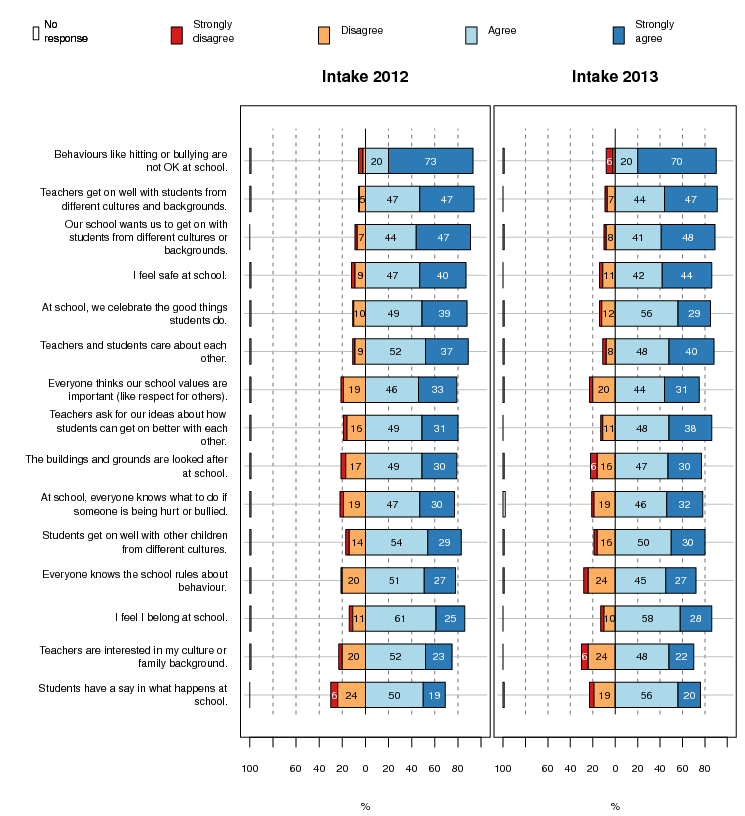 No response
Strongly disagree
Disagree
Agree
Strongly agree
Intake 2012
Intake 2013
Behaviours like hitting or bullying are
not OK at school.
20 73
6 20 70
Teachers get on well with students from
different cultures and backgrounds.
5 47 47
7 44 47
Our school wants us to get on with
students from different cultures or
backgrounds.
7 44 47
8 41 48
I feel safe at school.
9 47 40
11 42 44
At school, we celebrate the good things
students do.
10 49 39
12 56 29
Teachers and students care about each
other.
9 52 37
8 48 40
Everyone thinks our school values are
important (like respect for others).
19 46 33
20 44 31
Teachers ask for our ideas about how
students can get on better with each
other.
16 49 31
11 48 38
The buildings and grounds are looked after
at school.
17 49 30
6 16 47 30
At school, everyone knows what to do if
someone is being hurt or bullied.
19 47 30
19 46 32
Students get on well with other children
from different cultures.
14 54 29
16 50 30
Everyone knows the school rules about
behaviour.
20 51 27
24 45 27
I feel I belong at school.
11 61 25
10 58 28
Teachers are interested in my culture or
family background.
20 52 23
6 24 48 22
Students have a say in what happens at
school.
6 24 50 19
19 56 20
100 60 40 20 0 20 40 60 80
100 60 40 20 0 20 40 60 80
%
%